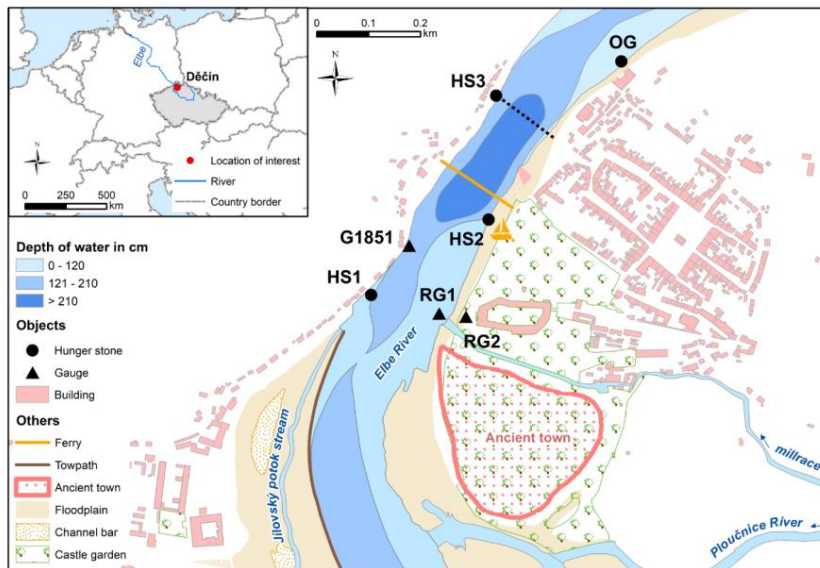 Elbe
Děčín
N
Location of interest
River
Country border
0 250 500
km
0 0.1 0.2
km
N
OG
HS3
HS2
G1851
HS1
RG1
RG2
Elbe River
Ancient town
Jílovský potok stream
millrace
Ploučnice River
Depth of water in cm
0 - 120
121 - 210
> 210
Objects
Hunger stone
Gauge
Building
Others
Ferry
Towpath
Ancient town
Floodplain
Channel bar
Castle garden